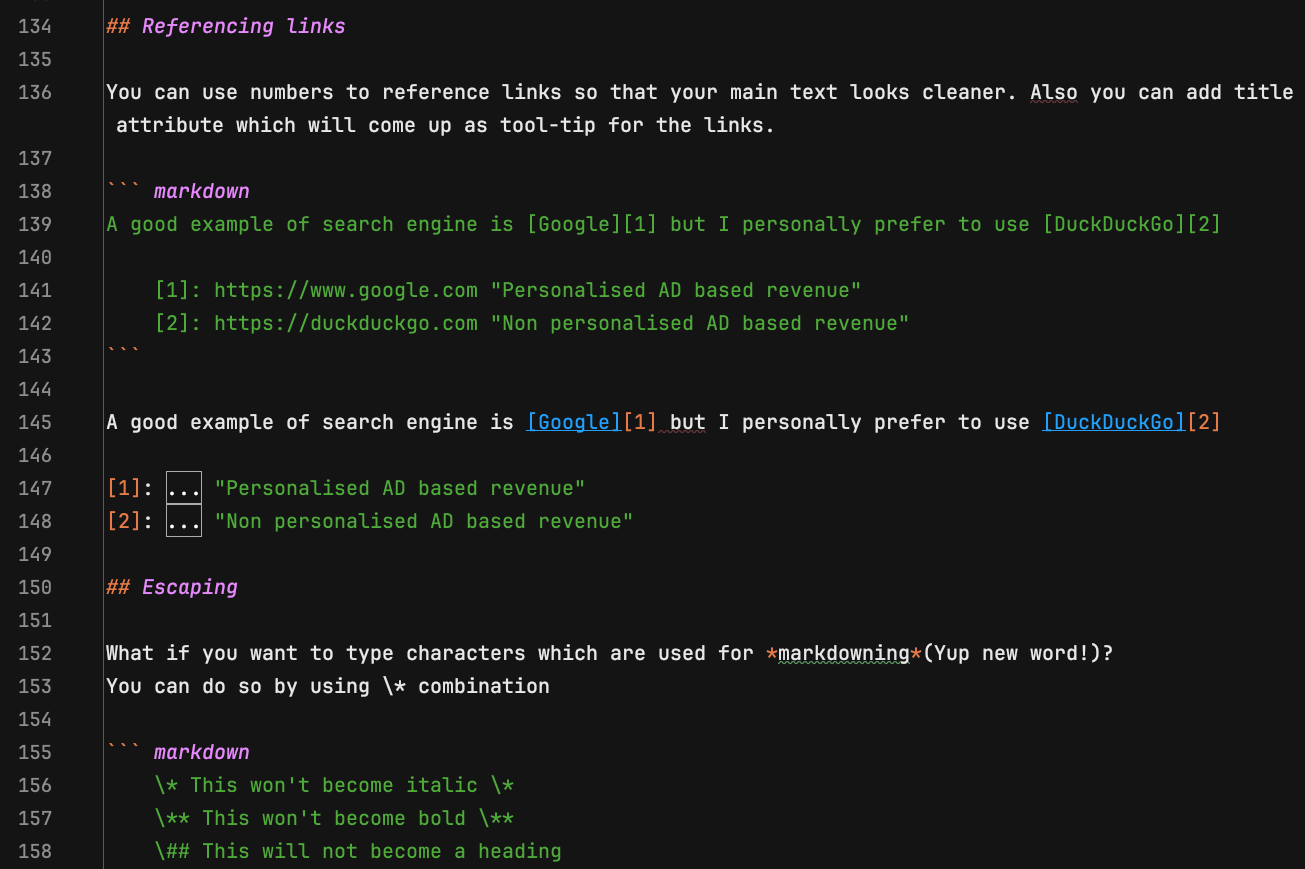 134 ## Referencing links
135
136 You can use numbers to reference links so that your main text looks cleaner. Also you can add title
attribute which will come up as tool-tip for the links.
137
138 ``` markdown
139 A good example of search engine is [Google][1] but I personally prefer to use [DuckDuckGo][2]
140
141     [1]: https://www.google.com "Personalised AD based revenue"
142     [2]: https://duckduckgo.com "Non personalised AD based revenue"
143 ```
144
145 A good example of search engine is [Google][1] but I personally prefer to use [DuckDuckGo][2]
146
147 [1]: ... "Personalised AD based revenue"
148 [2]: ... "Non personalised AD based revenue"
149
150 ## Escaping
151
152 What if you want to type characters which are used for *markdowning*(Yup new word!)?
153 You can do so by using \* combination
154
155 ``` markdown
156     \* This won't become italic \*
157     \** This won't become bold \**
158     \## This will not become a heading